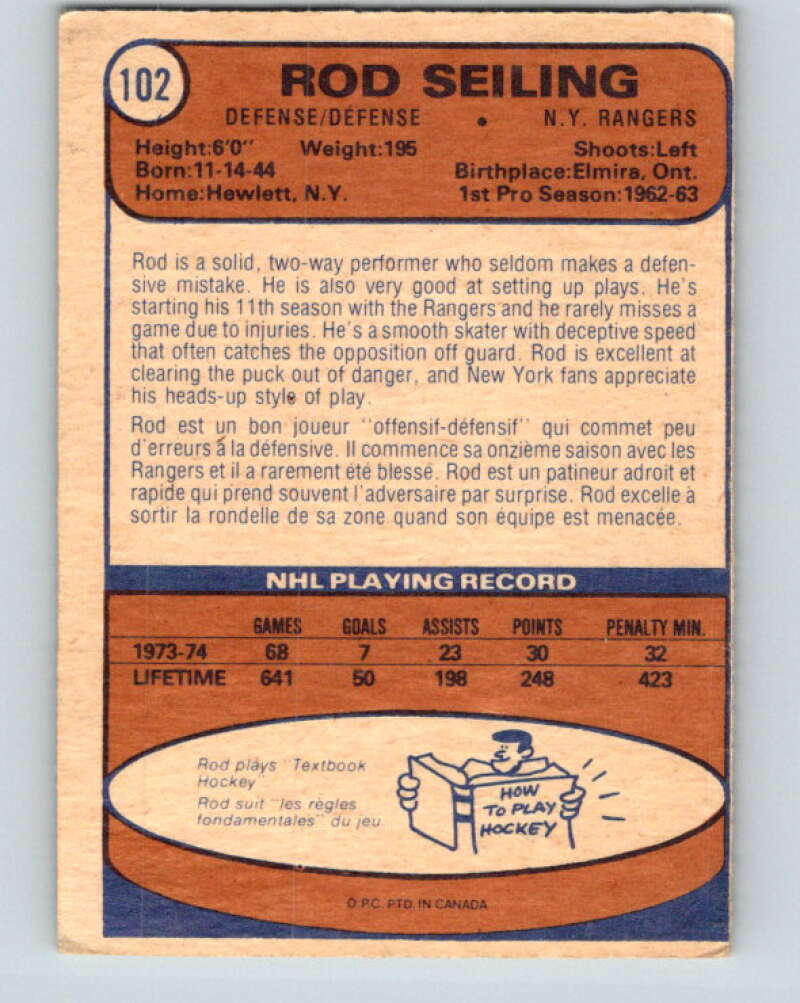 102
ROD SEILING
DEFENSE/DÉFENSE • N.Y. RANGERS
Height:6'0" Weight:195 Shoots:Left
Born:11-14-44 Birthplace:Elmira, Ont.
Home:Hewlett, N.Y. 1st Pro Season:1962-63
Rod is a solid, two-way performer who seldom makes a defen-
sive mistake. He is also very good at setting up plays. He's
starting his 11th season with the Rangers and he rarely misses a
game due to injuries. He's a smooth skater with deceptive speed
that often catches the opposition off guard. Rod is excellent at
clearing the puck out of danger, and New York fans appreciate
his heads-up style of play.
Rod est un bon joueur "offensif-défensif" qui commet peu
d'erreurs à la défensive. Il commence sa onzième saison avec les
Rangers et il a rarement été blessé. Rod est un patineur adroit et
rapide qui prend souvent l'adversaire par surprise. Rod excelle à
sortir la rondelle de sa zone quand son équipe est menacée.
NHL PLAYING RECORD
GAMES GOALS ASSISTS POINTS PENALTY MIN.
1973-74 68 7 23 30 32
LIFETIME 641 50 198 248 423
Rod plays "Textbook
Hockey"
Rod suit "les règles
fondamentales" du jeu.
HOW
TO PLAY
HOCKEY
O.P.C. PTD. IN CANADA